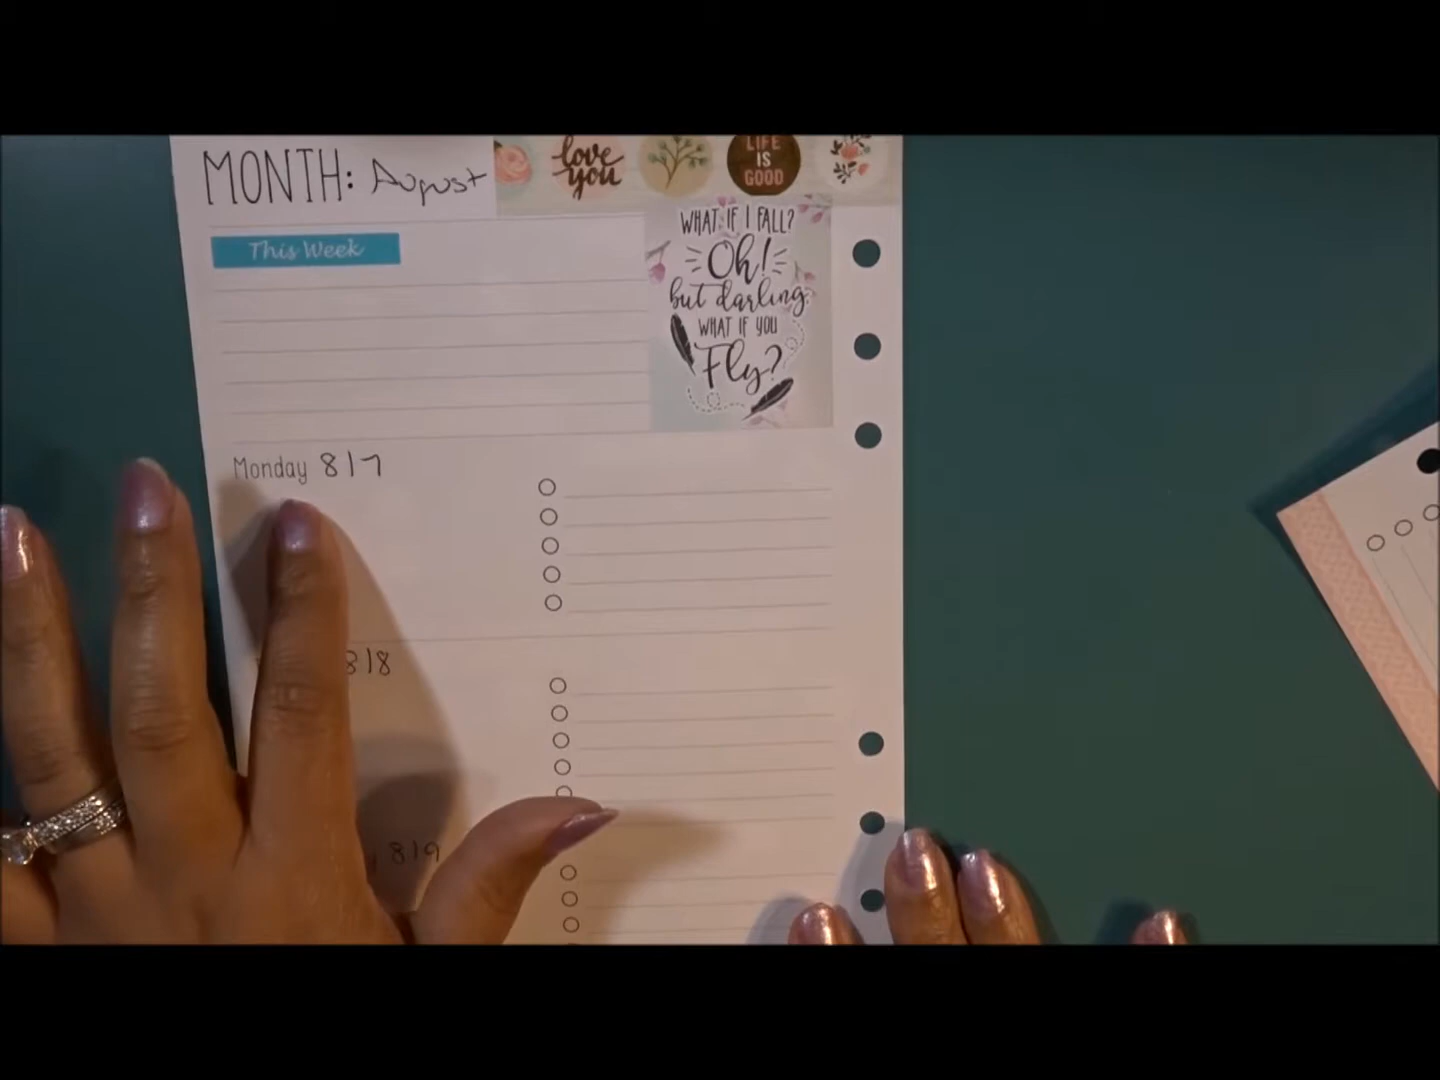 MONTH: August
love
you
LIFE
IS
GOOD
This Week
WHAT IF I FALL?
Oh!
but darling
WHAT IF YOU
Fly?
Monday 8|7
8|8
8|9